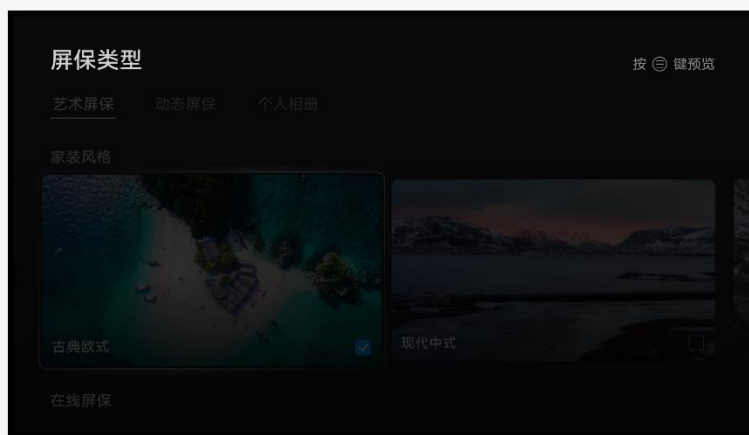 屏保类型
按 ㊂ 键预览
艺术屏保 动态屏保 个人相册
家装风格
古典欧式
现代中式
在线屏保